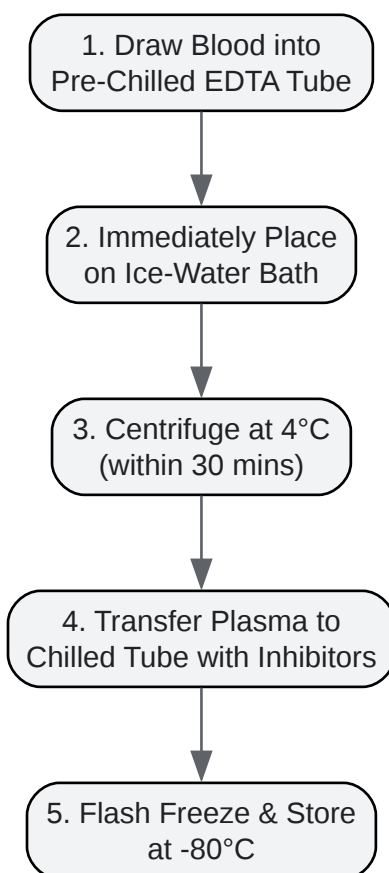 1. Draw Blood into
Pre-Chilled EDTA Tube
2. Immediately Place
on Ice-Water Bath
3. Centrifuge at 4°C
(within 30 mins)
4. Transfer Plasma to
Chilled Tube with Inhibitors
5. Flash Freeze & Store
at -80°C